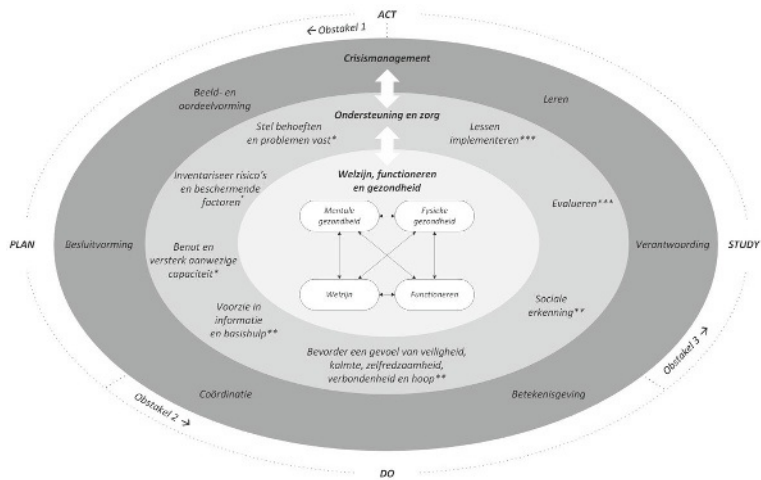 ACT
← Obstakel 1
Crisismanagement
Beeld- en
oordeelvorming
Leren
Ondersteuning en zorg
Stel behoeften
en problemen vast*
Lessen
implementeren***
Inventariseer risico's
en beschermende
factoren*
Welzijn, functioneren
en gezondheid
Evalueren***
Mentale
gezondheid
Fysieke
gezondheid
PLAN
Besluitvorming
Benut en
versterk aanwezige
capaciteit*
Verantwoording
STUDY
Welzijn
Functioneren
Voorzie in
informatie
en basishulp**
Sociale
erkenning**
Bevorder een gevoel van veiligheid,
kalmte, zelfredzaamheid,
verbondenheid en hoop**
Obstakel 3 →
Coördinatie
Betekenisgeving
Obstakel 2 →
DO